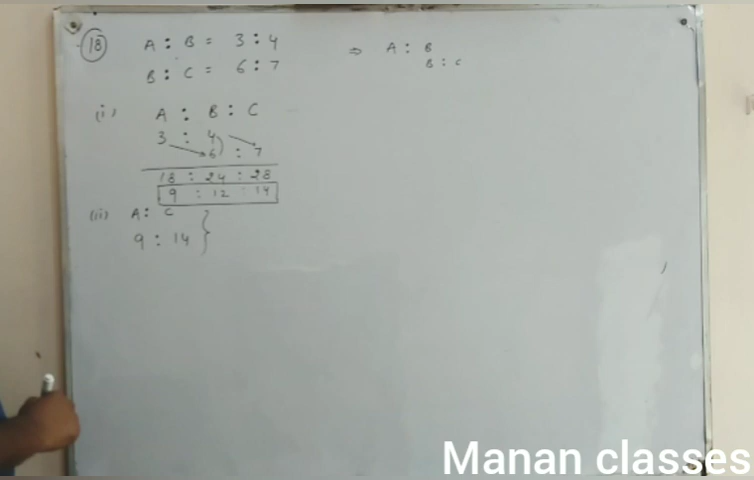 18
A : B = 3 : 4
B : C = 6 : 7
(i) A : B : C
3 : 4
6 : 7
18 : 24 : 28
9 : 12 : 14
(ii) A : C
9 : 14 }
⇒ A : B
B : C
Manan classes